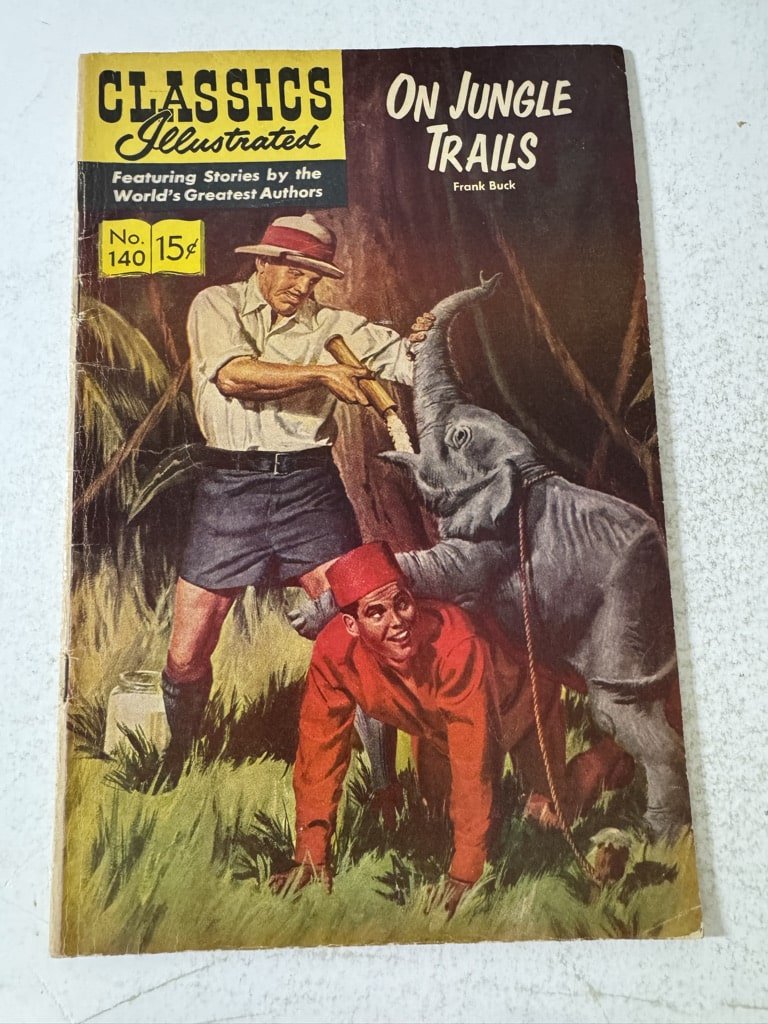 CLASSICS
Illustrated
Featuring Stories by the
World's Greatest Authors
No.
140
15¢
ON JUNGLE
TRAILS
Frank Buck